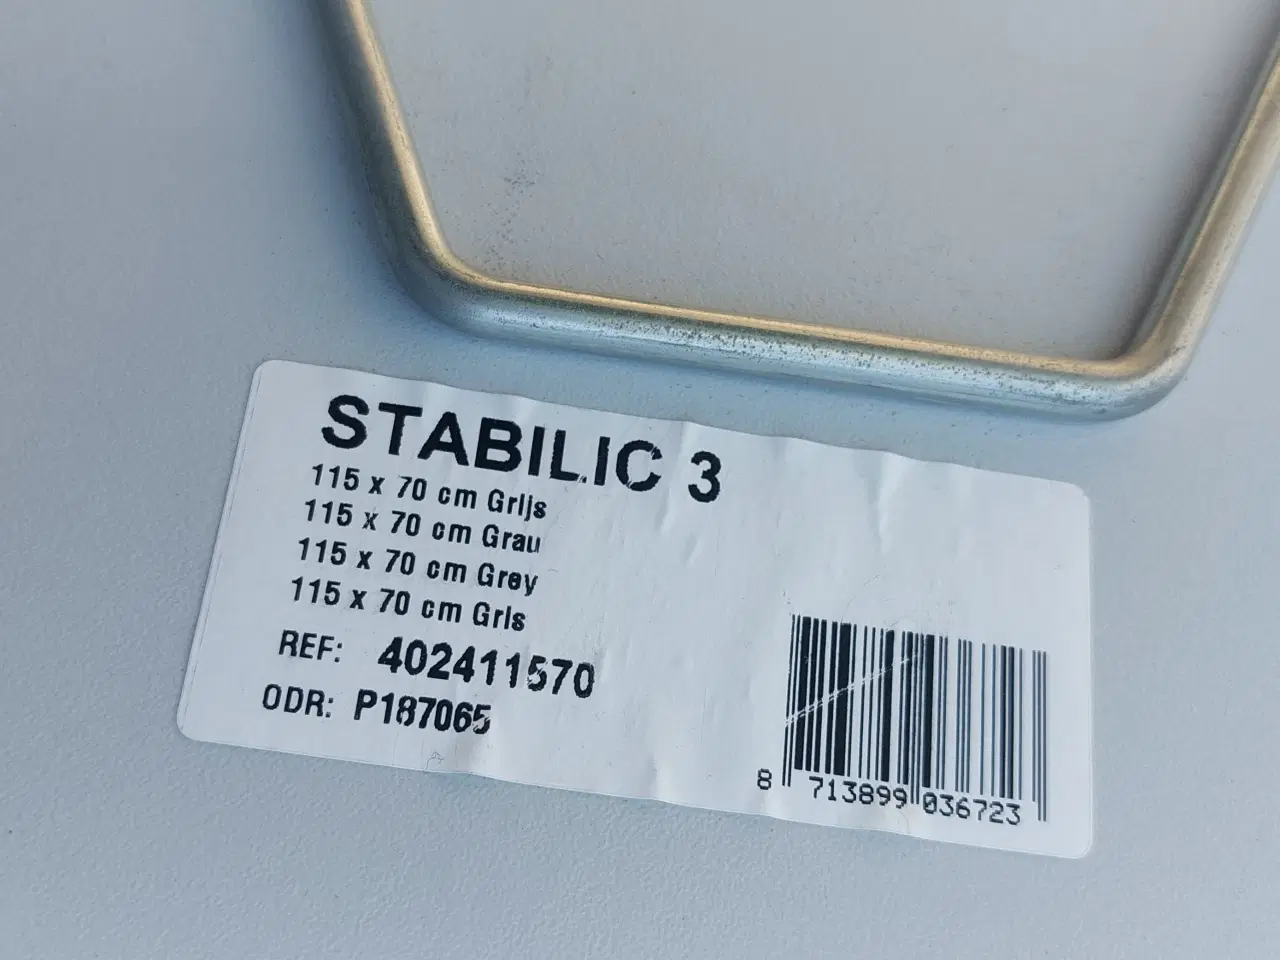 STABILIC 3
115 x 70 cm Grijs
115 x 70 cm Grau
115 x 70 cm Grey
115 x 70 cm Gris
REF: 402411570
ODR: P187065
8 713899 036723